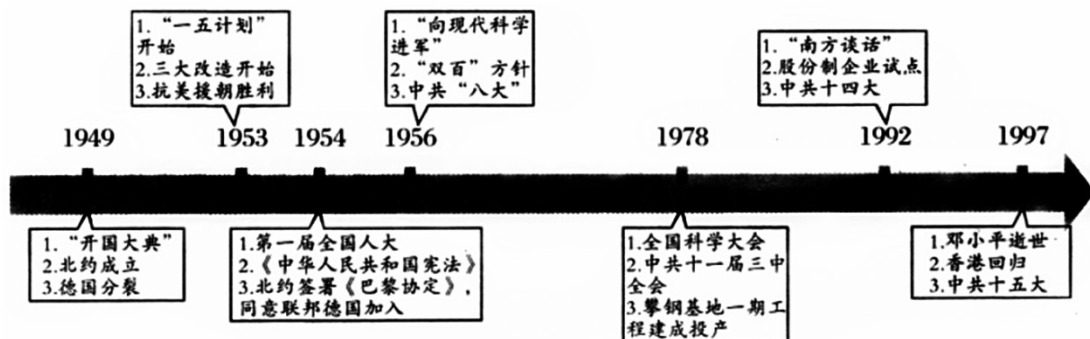 1. “一五计划”
开始
2.三大改造开始
3.抗美援朝胜利
1. “向现代科学
进军”
2. “双百”方针
3.中共“八大”
1. “南方谈话”
2.股份制企业试点
3.中共十四大
1949
1953
1954
1956
1978
1992
1997
1. “开国大典”
2.北约成立
3.德国分裂
1.第一届全国人大
2.《中华人民共和国宪法》
3.北约签署《巴黎协定》,
同意联邦德国加入
1.全国科学大会
2.中共十一届三中
全会
3.攀钢基地一期工
程建成投产
1.邓小平逝世
2.香港回归
3.中共十五大